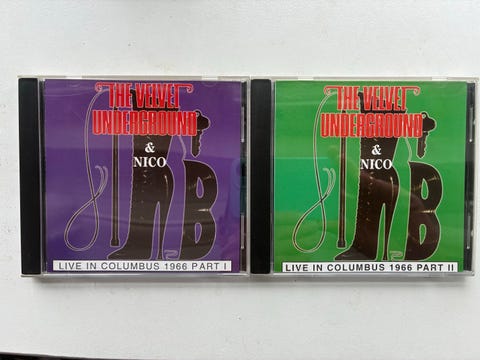 THE VELVET
UNDERGROUND
&
NICO
LIVE IN COLUMBUS 1966 PART I
THE VELVET
UNDERGROUND
&
NICO
LIVE IN COLUMBUS 1966 PART II